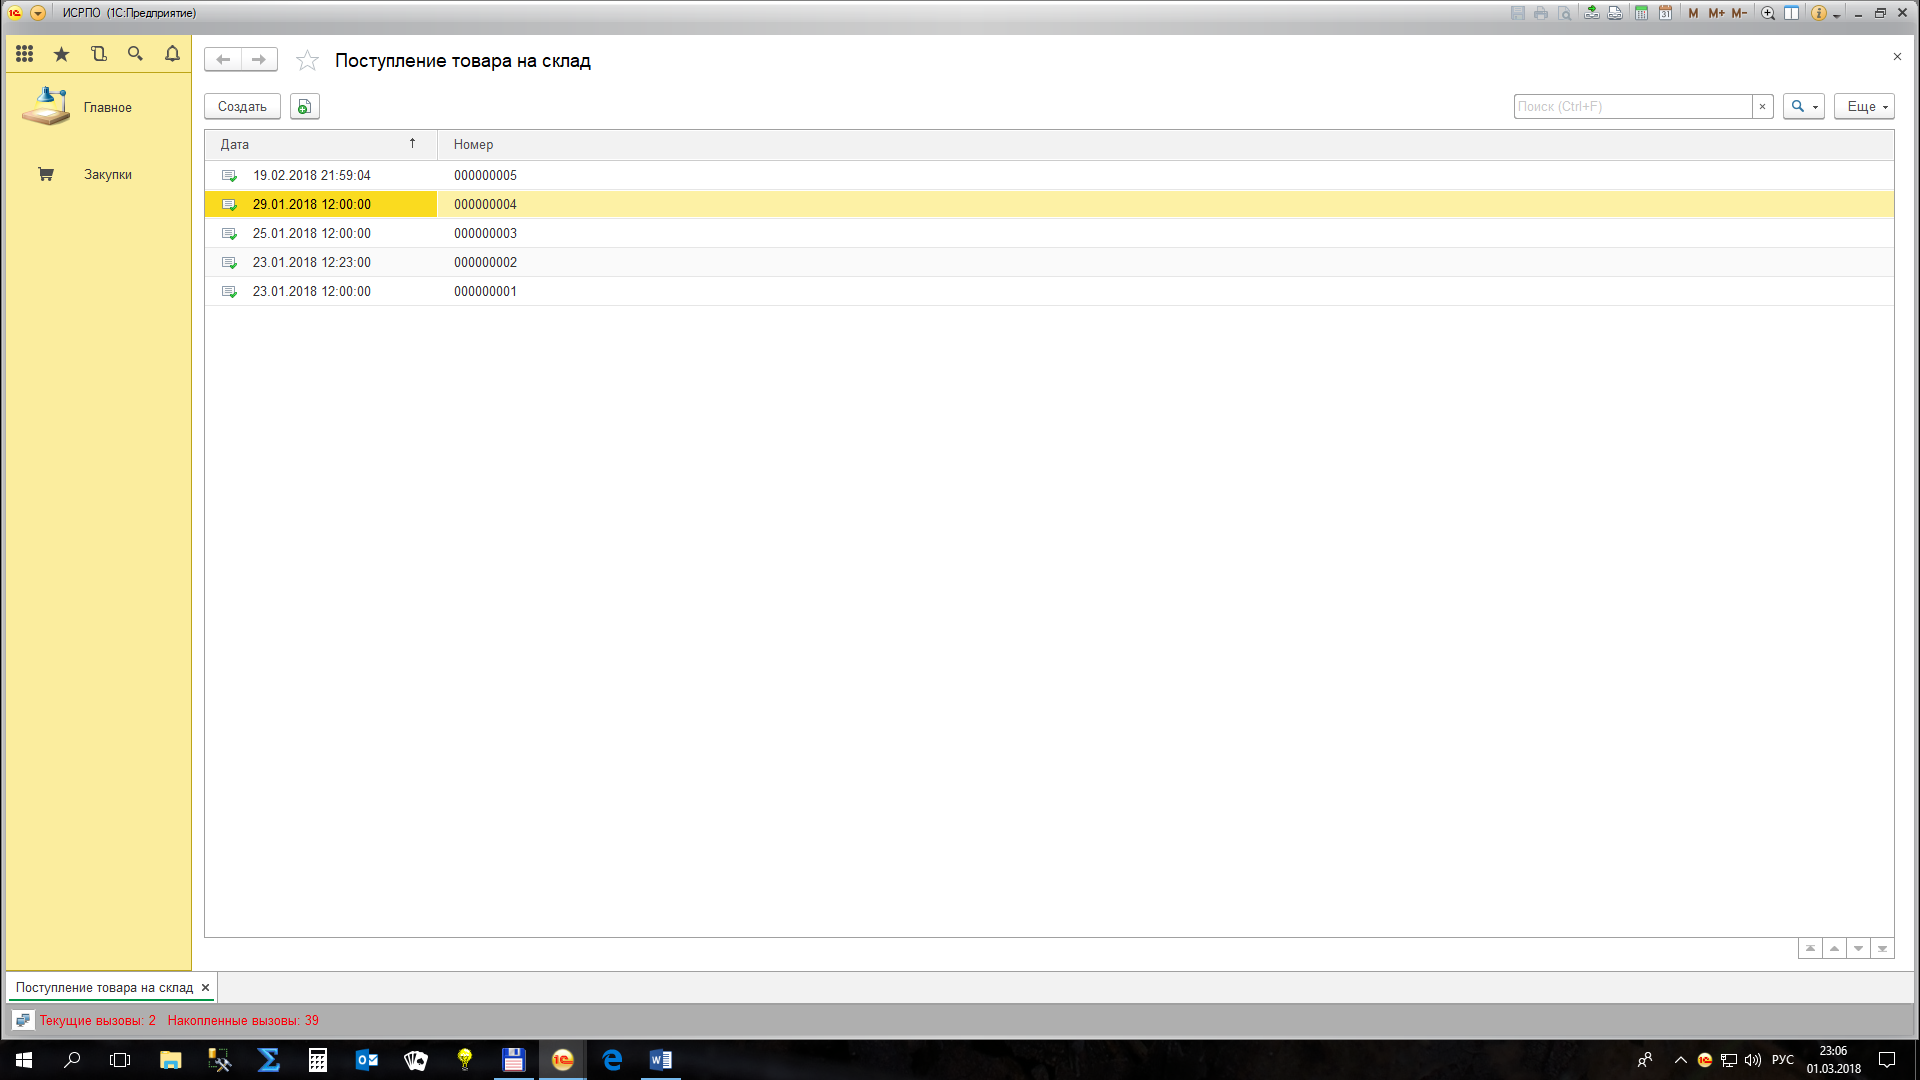 ИСРПО (1С:Предприятие)
31 M M+ M-
Поступление товара на склад
Главное
Закупки
Создать
Поиск (Ctrl+F)
Еще
Дата Номер
19.02.2018 21:59:04 000000005
29.01.2018 12:00:00 000000004
25.01.2018 12:00:00 000000003
23.01.2018 12:23:00 000000002
23.01.2018 12:00:00 000000001
Поступление товара на склад
Текущие вызовы: 2 Накопленные вызовы: 39
РУС
23:06
01.03.2018